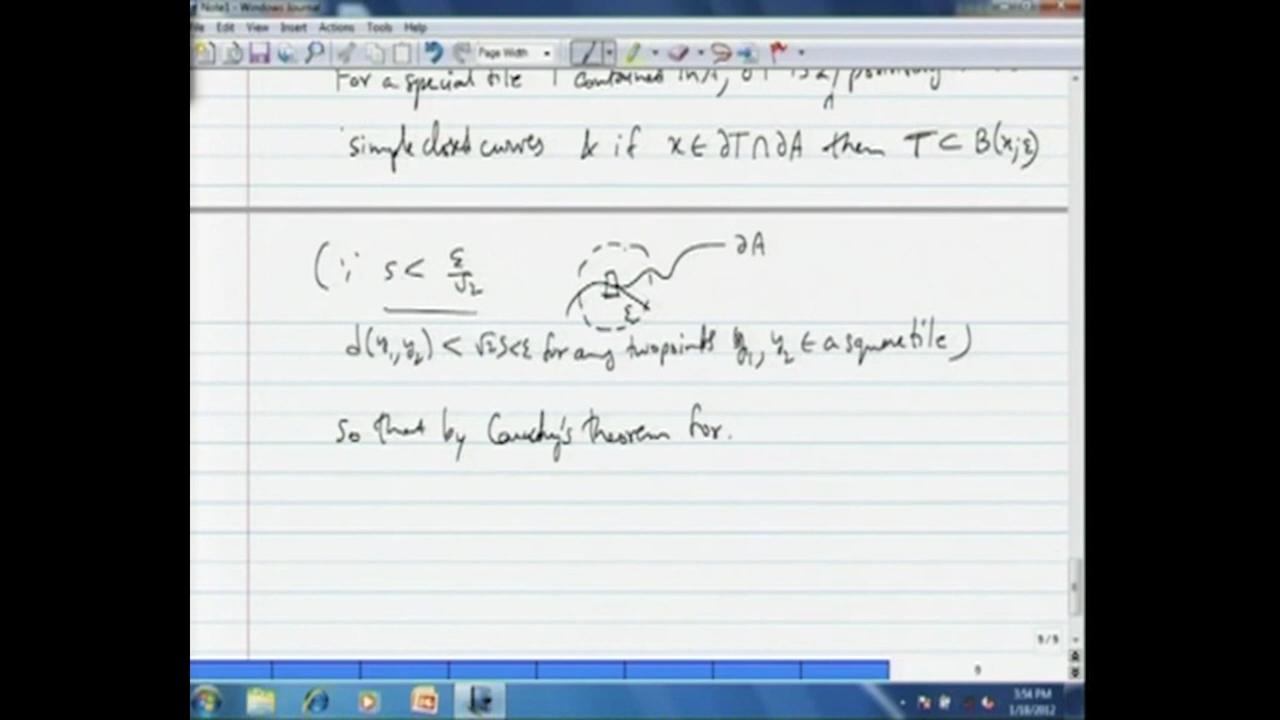 Note1 - Windows Journal
File Edit View Insert Actions Tools Help
Page Width
For a special tile T contained in A, ∂T is a
simple closed curves & if x ∈ ∂T ∩ ∂A then T ⊂ B(x;ε)
(∵ s < ε/√2
∂A
ε
d(y₁,y₂) < √2 s < ε for any two points y₁, y₂ ∈ a square tile)
so that by Cauchy's theorem for.
9/9
9
3:54 PM
1/18/2012